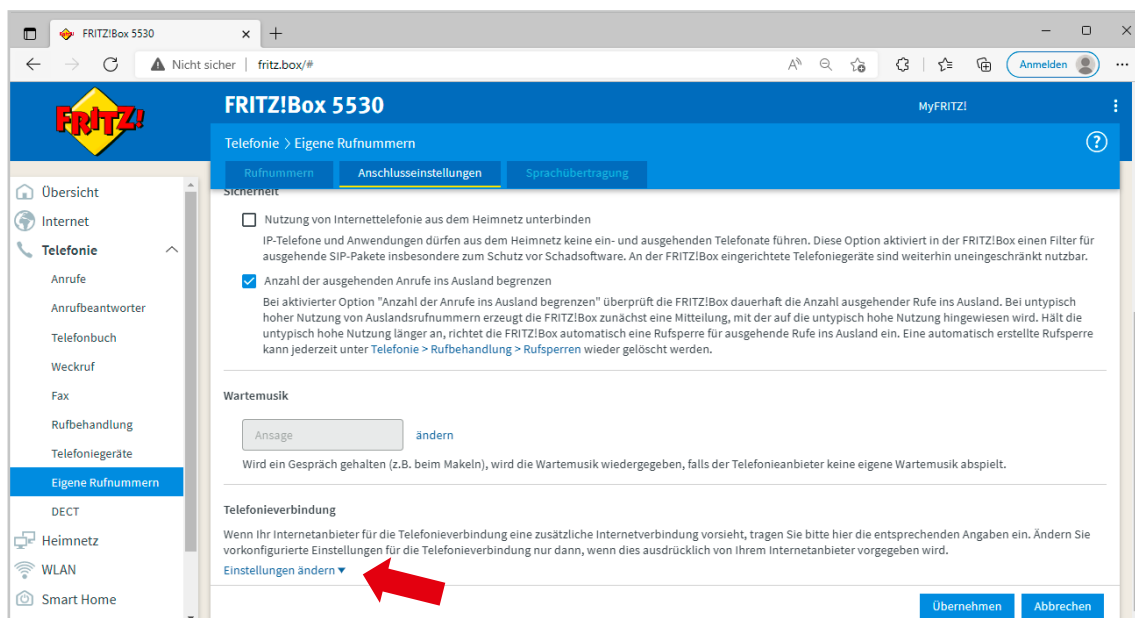 FRITZ!Box 5530
Nicht sicher | fritz.box/#
Anmelden
FRITZ!
FRITZ!Box 5530
MyFRITZ!
Telefonie > Eigene Rufnummern
Rufnummern Anschlusseinstellungen Sprachübertragung
Übersicht
Internet
Telefonie
Anrufe
Anrufbeantworter
Telefonbuch
Weckruf
Fax
Rufbehandlung
Telefoniegeräte
Eigene Rufnummern
DECT
Heimnetz
WLAN
Smart Home
Sicherheit
Nutzung von Internettelefonie aus dem Heimnetz unterbinden
IP-Telefone und Anwendungen dürfen aus dem Heimnetz keine ein- und ausgehenden Telefonate führen. Diese Option aktiviert in der FRITZ!Box einen Filter für
ausgehende SIP-Pakete insbesondere zum Schutz vor Schadsoftware. An der FRITZ!Box eingerichtete Telefoniegeräte sind weiterhin uneingeschränkt nutzbar.
Anzahl der ausgehenden Anrufe ins Ausland begrenzen
Bei aktivierter Option "Anzahl der Anrufe ins Ausland begrenzen" überprüft die FRITZ!Box dauerhaft die Anzahl ausgehender Rufe ins Ausland. Bei untypisch
hoher Nutzung von Auslandsrufnummern erzeugt die FRITZ!Box zunächst eine Mitteilung, mit der auf die untypisch hohe Nutzung hingewiesen wird. Hält die
untypisch hohe Nutzung länger an, richtet die FRITZ!Box automatisch eine Rufsperre für ausgehende Rufe ins Ausland ein. Eine automatisch erstellte Rufsperre
kann jederzeit unter Telefonie > Rufbehandlung > Rufsperren wieder gelöscht werden.
Wartemusik
Ansage ändern
Wird ein Gespräch gehalten (z.B. beim Makeln), wird die Wartemusik wiedergegeben, falls der Telefonieanbieter keine eigene Wartemusik abspielt.
Telefonieverbindung
Wenn Ihr Internetanbieter für die Telefonieverbindung eine zusätzliche Internetverbindung vorsieht, tragen Sie bitte hier die entsprechenden Angaben ein. Ändern Sie
vorkonfigurierte Einstellungen für die Telefonieverbindung nur dann, wenn dies ausdrücklich von Ihrem Internetanbieter vorgegeben wird.
Einstellungen ändern
Übernehmen Abbrechen